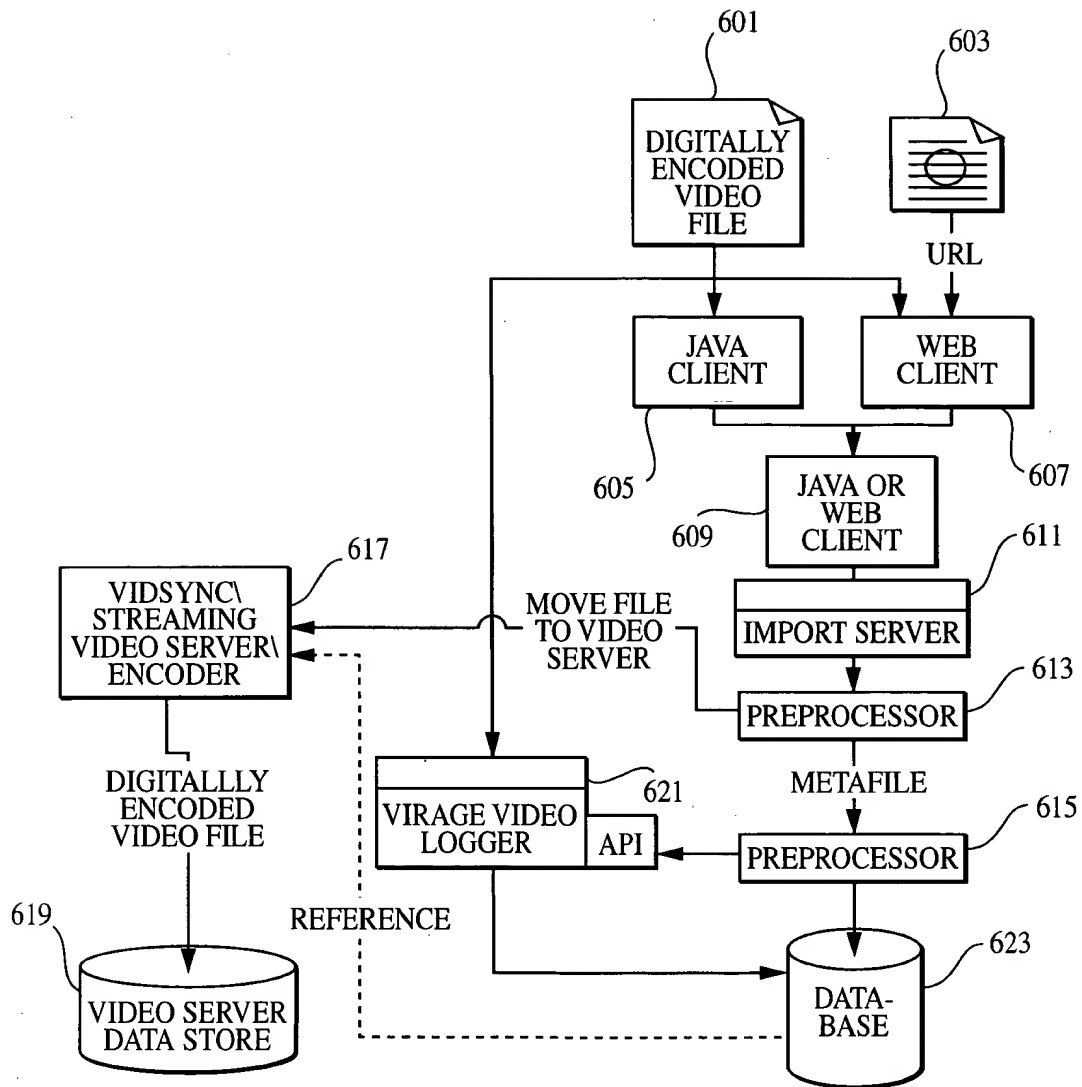 601
603
DIGITALLY
ENCODED
VIDEO
FILE
URL
JAVA
CLIENT
WEB
CLIENT
605
607
JAVA OR
WEB
CLIENT
609
611
617
VIDSYNC\
STREAMING
VIDEO SERVER\
ENCODER
MOVE FILE
TO VIDEO
SERVER
IMPORT SERVER
613
PREPROCESSOR
DIGITALLLY
ENCODED
VIDEO FILE
621
METAFILE
VIRAGE VIDEO
LOGGER
API
615
PREPROCESSOR
REFERENCE
619
623
VIDEO SERVER
DATA STORE
DATA-
BASE